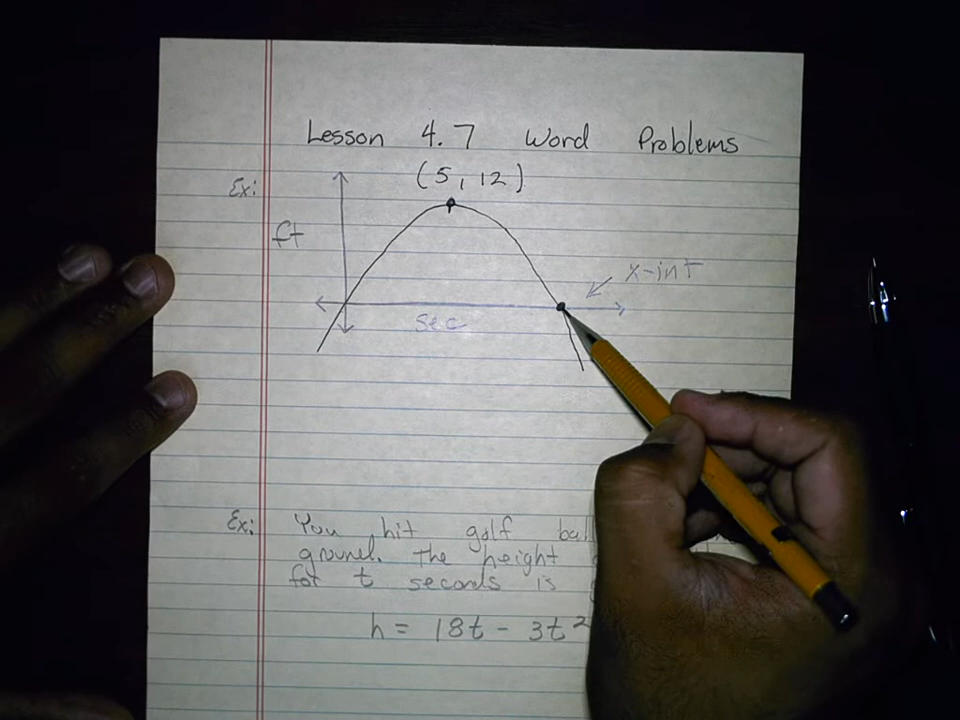 Lesson 4.7 Word Problems
Ex: (5, 12)
ft
x-int
sec
Ex: You hit golf ball
ground. The height
for t seconds is
h = 18t - 3t²